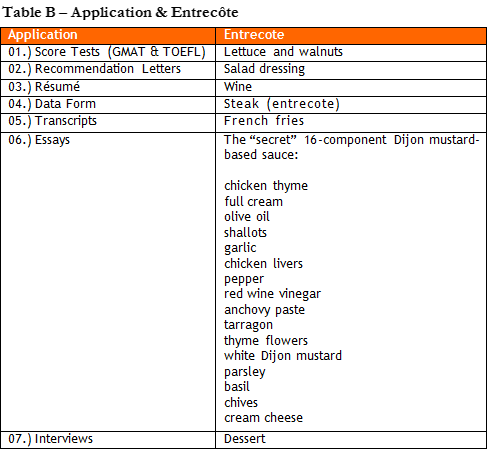 Table B – Application & Entrecôte
Application Entrecote
01.) Score Tests (GMAT & TOEFL) Lettuce and walnuts
02.) Recommendation Letters Salad dressing
03.) Résumé Wine
04.) Data Form Steak (entrecote)
05.) Transcripts French fries
06.) Essays The “secret” 16-component Dijon mustard-
based sauce:
chicken thyme
full cream
olive oil
shallots
garlic
chicken livers
pepper
red wine vinegar
anchovy paste
tarragon
thyme flowers
white Dijon mustard
parsley
basil
chives
cream cheese
07.) Interviews Dessert